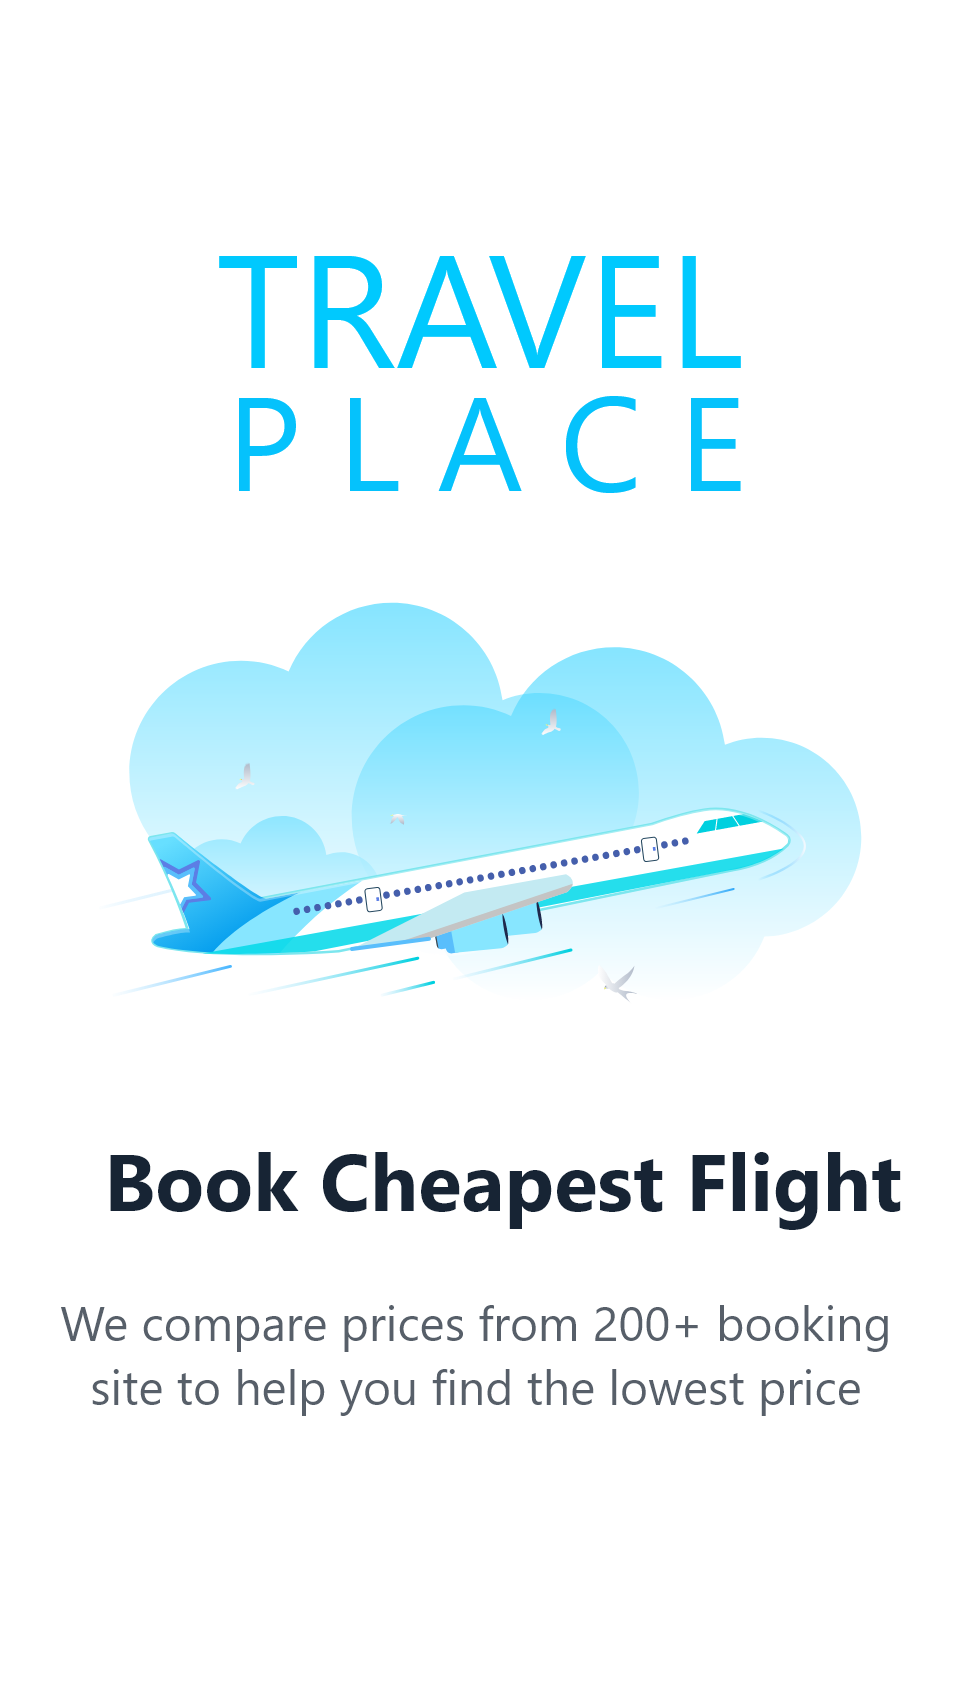 TRAVEL
PLACE
Book Cheapest Flight
We compare prices from 200+ booking
site to help you find the lowest price